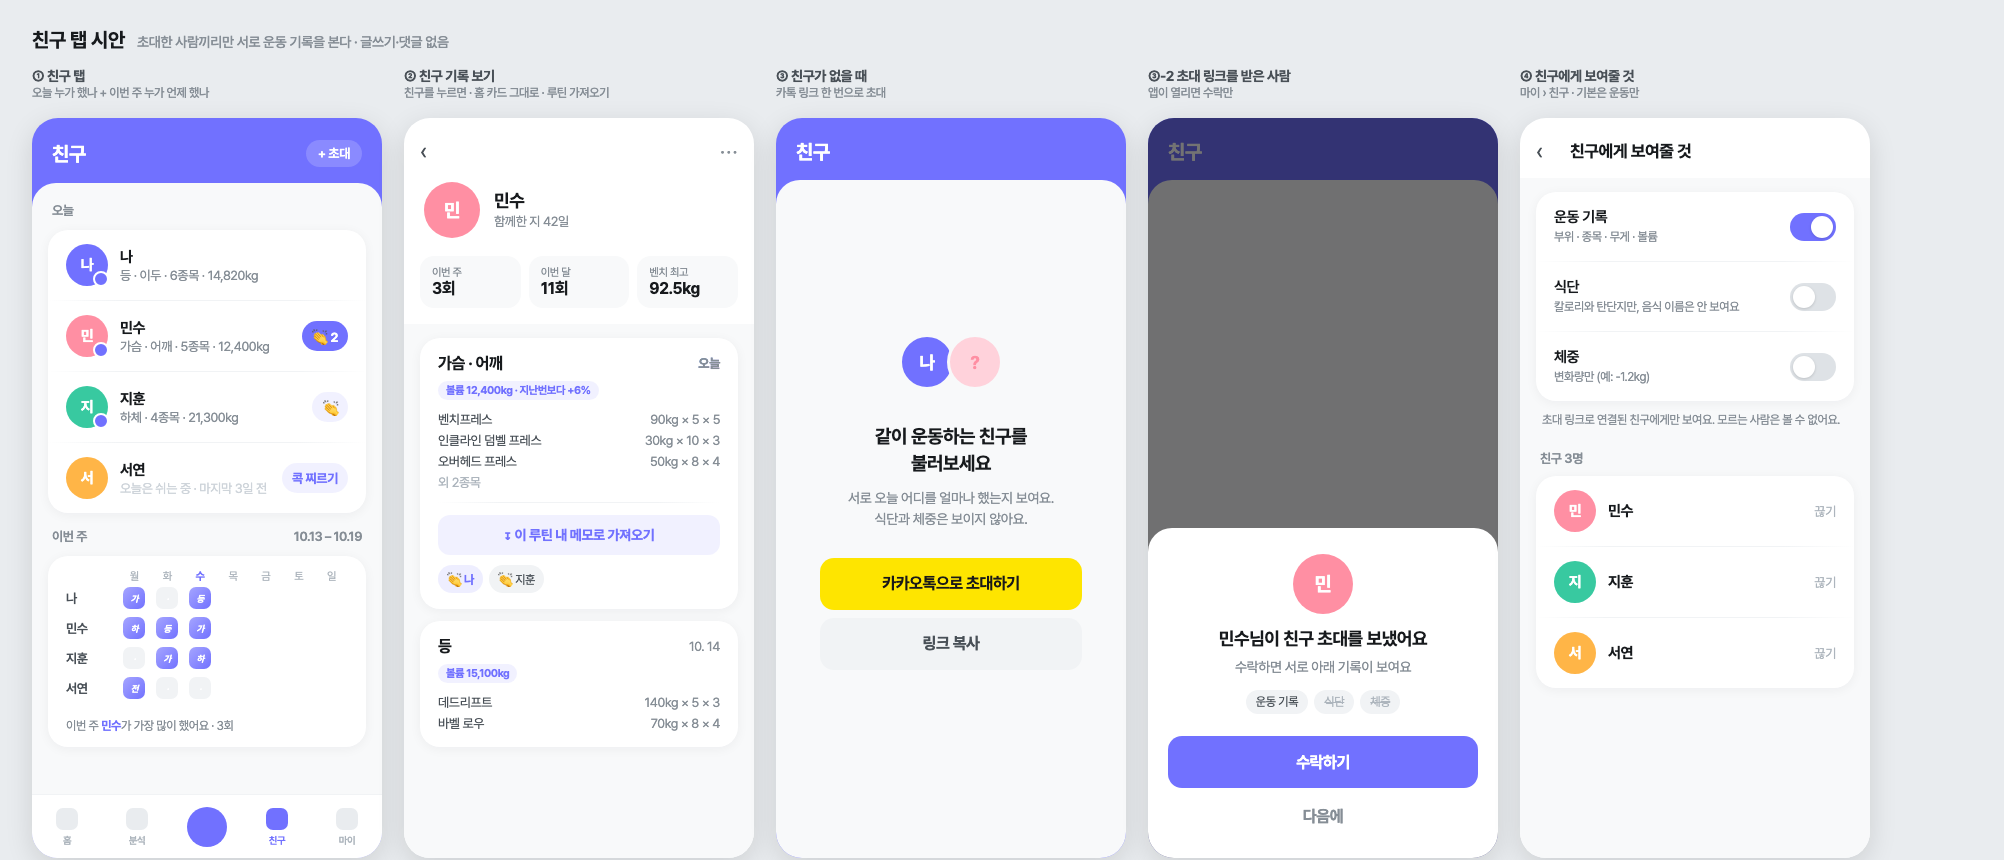 친구 탭 시안 초대한 사람끼리만 서로 운동 기록을 본다 · 글쓰기·댓글 없음
① 친구 탭
오늘 누가 했나 + 이번 주 누가 언제 했나
친구
+ 초대
오늘
나
나
등 · 이두 · 6종목 · 14,820kg
민
민수
가슴 · 어깨 · 5종목 · 12,400kg
👏 2
지
지훈
하체 · 4종목 · 21,300kg
👏
서
서연
오늘은 쉬는 중 · 마지막 3일 전
콕 찌르기
이번 주 10.13 – 10.19
월 화 수 목 금 토 일
나 가 등
민수 하 등 가
지훈 · 가 하
서연 전 ·
이번 주 민수가 가장 많이 했어요 · 3회
홈 분석 친구 마이
② 친구 기록 보기
친구를 누르면 · 홈 카드 그대로 · 루틴 가져오기
‹ ···
민
민수
함께한 지 42일
이번 주
3회
이번 달
11회
벤치 최고
92.5kg
가슴 · 어깨 오늘
볼륨 12,400kg · 지난번보다 +6%
벤치프레스 90kg × 5 × 5
인클라인 덤벨 프레스 30kg × 10 × 3
오버헤드 프레스 50kg × 8 × 4
외 2종목
↧ 이 루틴 내 메모로 가져오기
👏 나 👏 지훈
등 10. 14
볼륨 15,100kg
데드리프트 140kg × 5 × 3
바벨 로우 70kg × 8 × 4
③ 친구가 없을 때
카톡 링크 한 번으로 초대
친구
나 ?
같이 운동하는 친구를
불러보세요
서로 오늘 어디를 얼마나 했는지 보여요.
식단과 체중은 보이지 않아요.
카카오톡으로 초대하기
링크 복사
③-2 초대 링크를 받은 사람
앱이 열리면 수락만
친구
민
민수님이 친구 초대를 보냈어요
수락하면 서로 아래 기록이 보여요
운동 기록 식단 체중
수락하기
다음에
④ 친구에게 보여줄 것
마이 › 친구 · 기본은 운동만
‹ 친구에게 보여줄 것
운동 기록
부위 · 종목 · 무게 · 볼륨
식단
칼로리와 탄단지만, 음식 이름은 안 보여요
체중
변화량만 (예: -1.2kg)
초대 링크로 연결된 친구에게만 보여요. 모르는 사람은 볼 수 없어요.
친구 3명
민 민수 끊기
지 지훈 끊기
서 서연 끊기